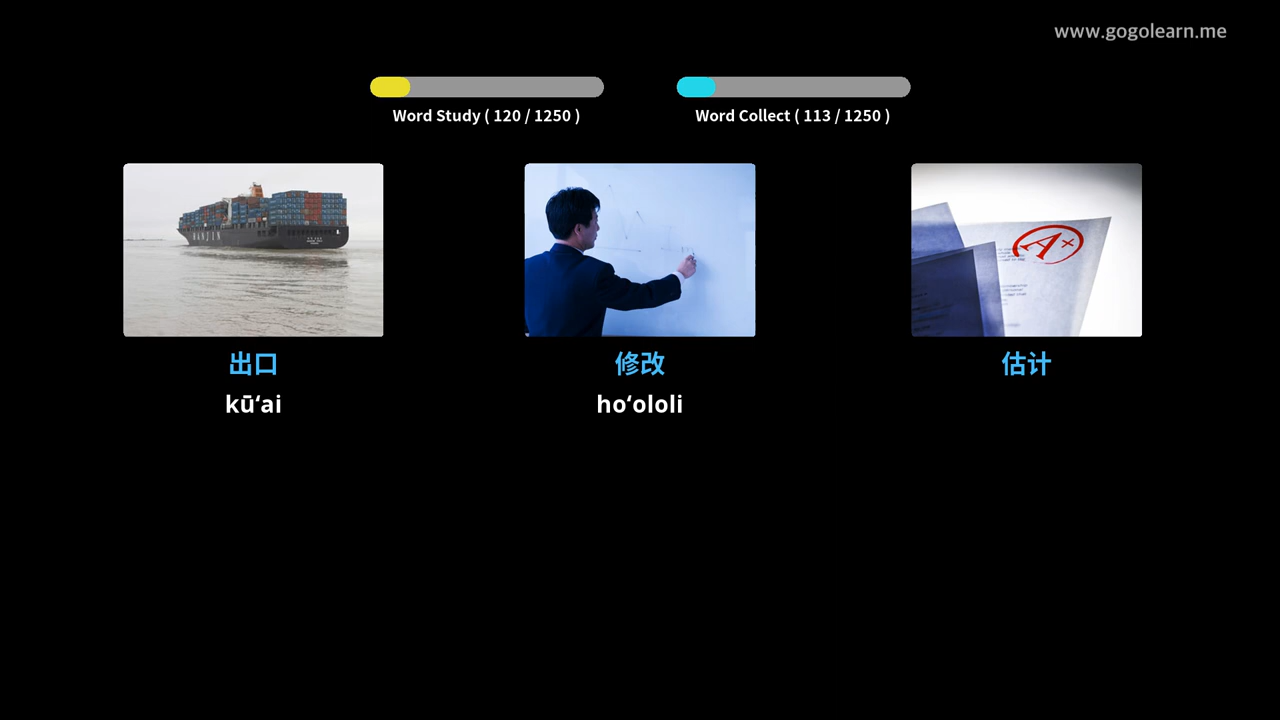 www.gogolearn.me
Word Study ( 120 / 1250 )
Word Collect ( 113 / 1250 )
HANJIN
A+
出口
修改
估计
kūʻai
hoʻololi